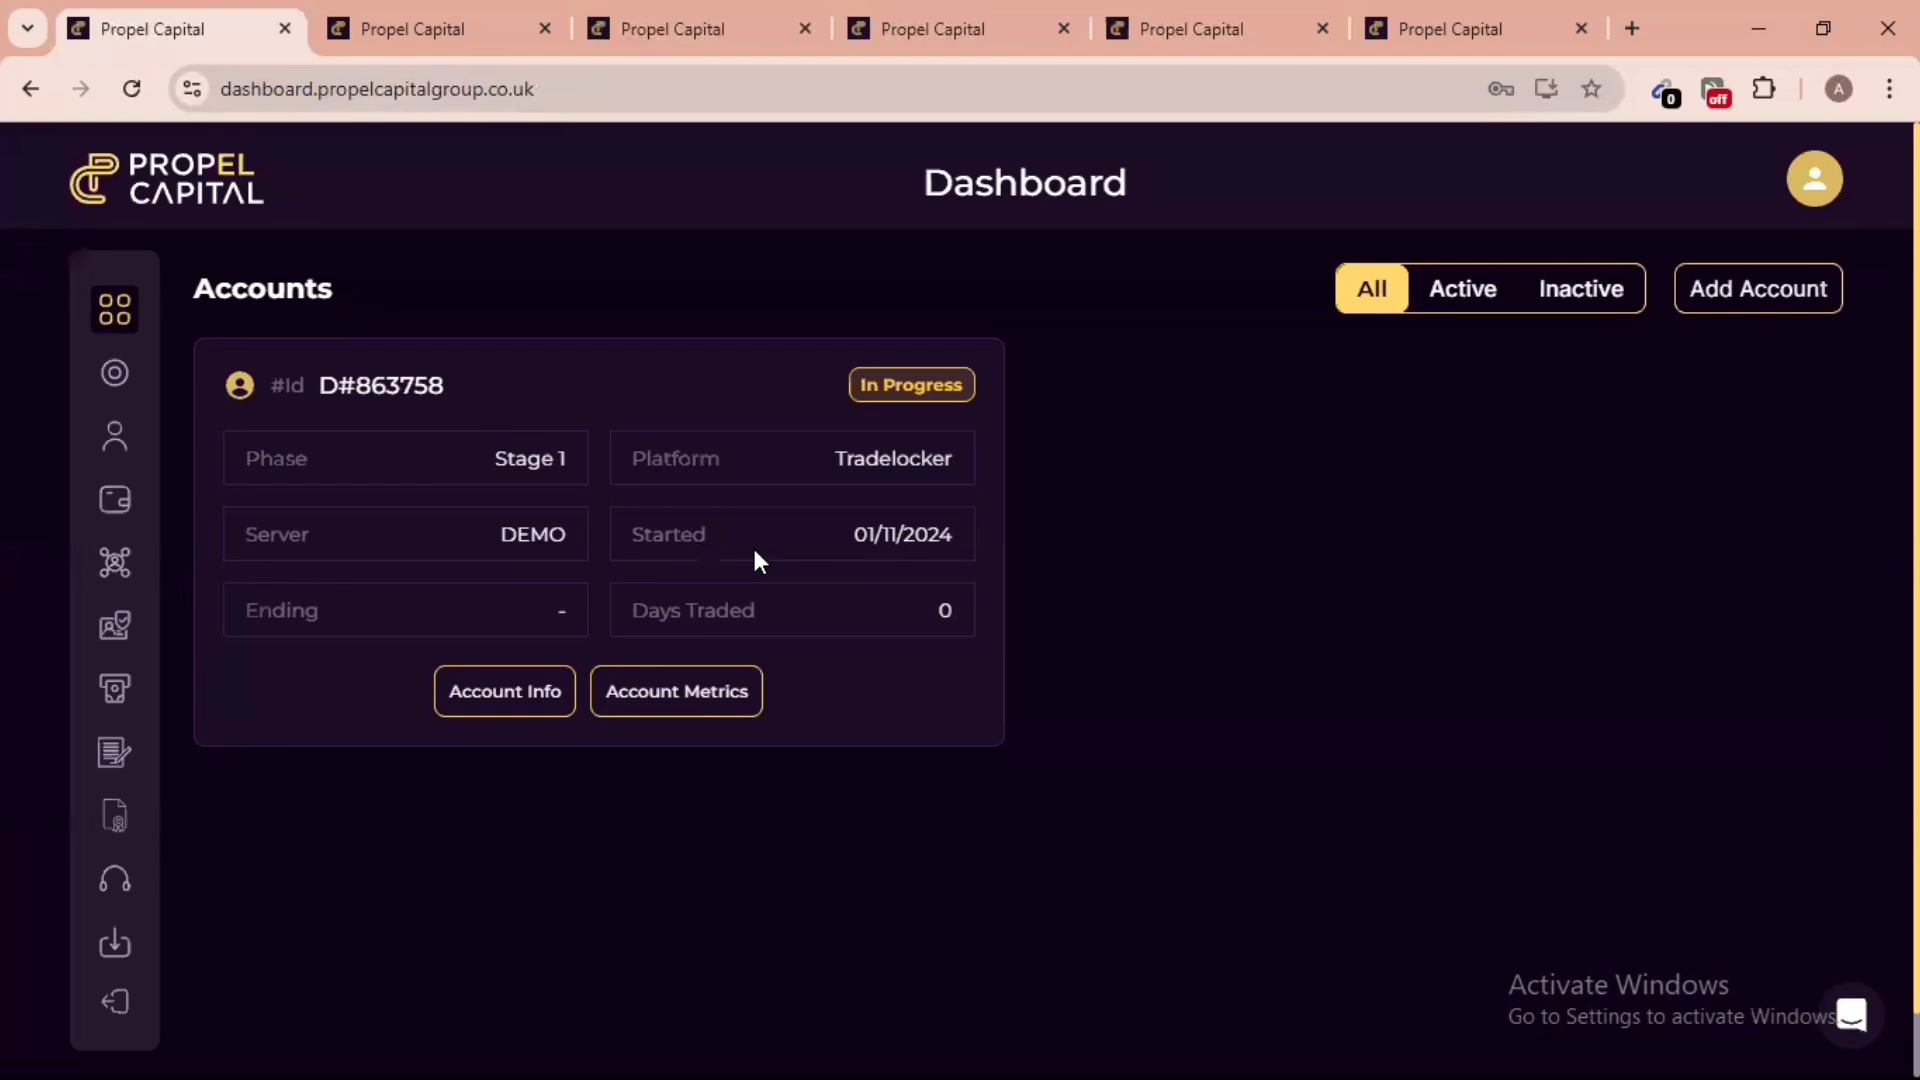 Propel Capital
Propel Capital
Propel Capital
Propel Capital
Propel Capital
Propel Capital
dashboard.propelcapitalgroup.co.uk
0
off
A
PROPEL
CAPITAL
Dashboard
Accounts
All
Active
Inactive
Add Account
#Id D#863758
In Progress
Phase
Stage 1
Platform
Tradelocker
Server
DEMO
Started
01/11/2024
Ending
-
Days Traded
0
Account Info
Account Metrics
Activate Windows
Go to Settings to activate Windows